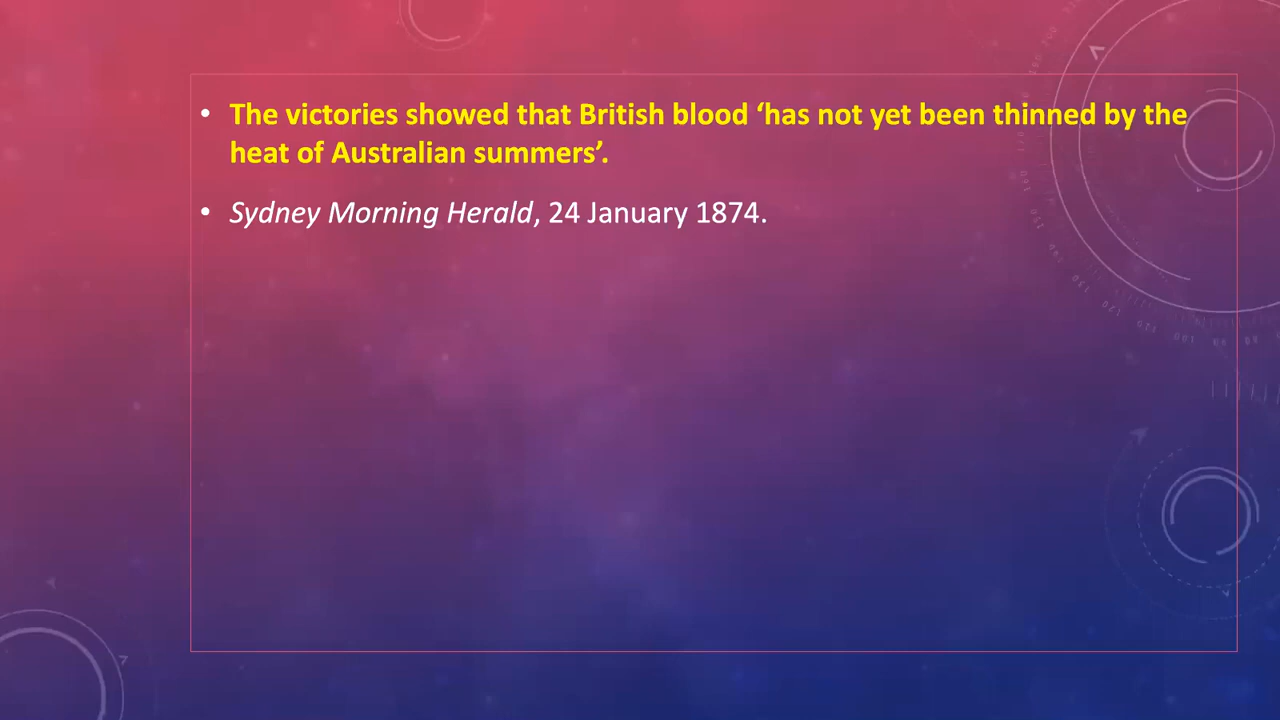 • The victories showed that British blood ‘has not yet been thinned by the
heat of Australian summers’.
• Sydney Morning Herald, 24 January 1874.